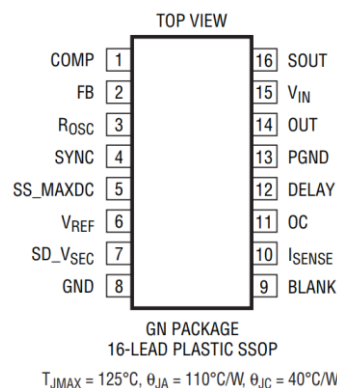 TOP VIEW
COMP 1 16 SOUT
FB 2 15 VIN
ROSC 3 14 OUT
SYNC 4 13 PGND
SS_MAXDC 5 12 DELAY
VREF 6 11 OC
SD_VSEC 7 10 ISENSE
GND 8 9 BLANK
GN PACKAGE
16-LEAD PLASTIC SSOP
TJMAX = 125°C, θJA = 110°C/W, θJC = 40°C/W